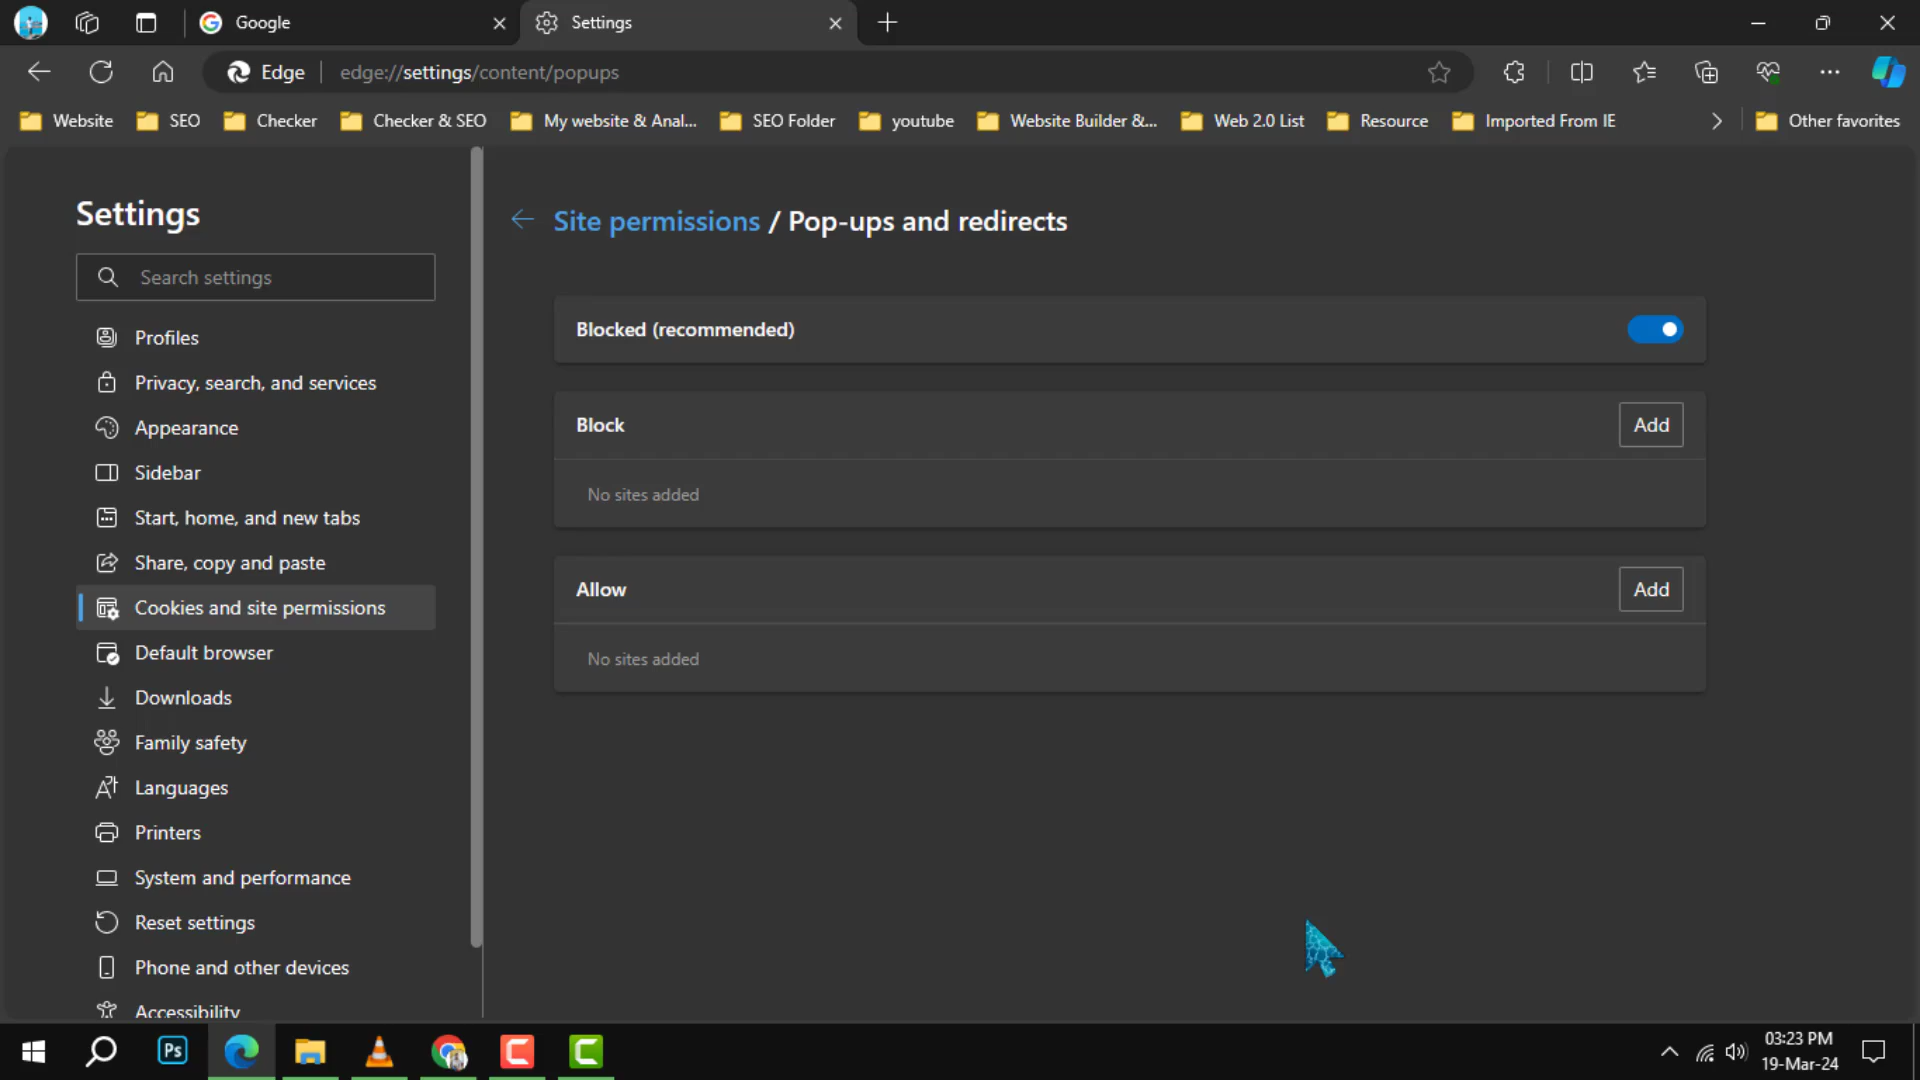 Google
Settings
Edge
edge://settings/content/popups
Website
SEO
Checker
Checker & SEO
My website & Anal...
SEO Folder
youtube
Website Builder &...
Web 2.0 List
Resource
Imported From IE
Other favorites
Settings
Search settings
Profiles
Privacy, search, and services
Appearance
Sidebar
Start, home, and new tabs
Share, copy and paste
Cookies and site permissions
Default browser
Downloads
Family safety
Languages
Printers
System and performance
Reset settings
Phone and other devices
Accessibility
Site permissions / Pop-ups and redirects
Blocked (recommended)
Block
Add
No sites added
Allow
Add
No sites added
Ps
03:23 PM
19-Mar-24